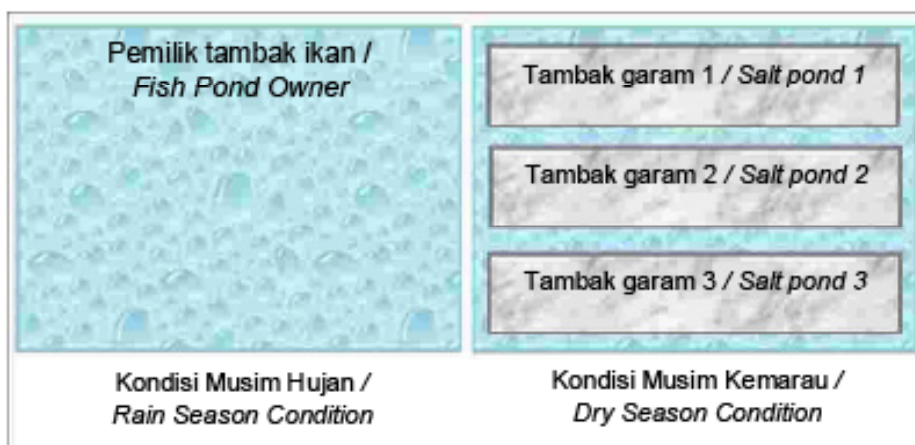 Pemilik tambak ikan /
Fish Pond Owner
Tambak garam 1 / Salt pond 1
Tambak garam 2 / Salt pond 2
Tambak garam 3 / Salt pond 3
Kondisi Musim Hujan /
Rain Season Condition
Kondisi Musim Kemarau /
Dry Season Condition